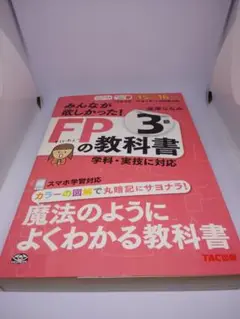 みんなが
欲しかった!
FPの教科書
3級
学科・実技に対応
スマホ学習対応
カラーの図解で丸暗記にサヨナラ!
魔法のように
よくわかる教科書
TAC出版